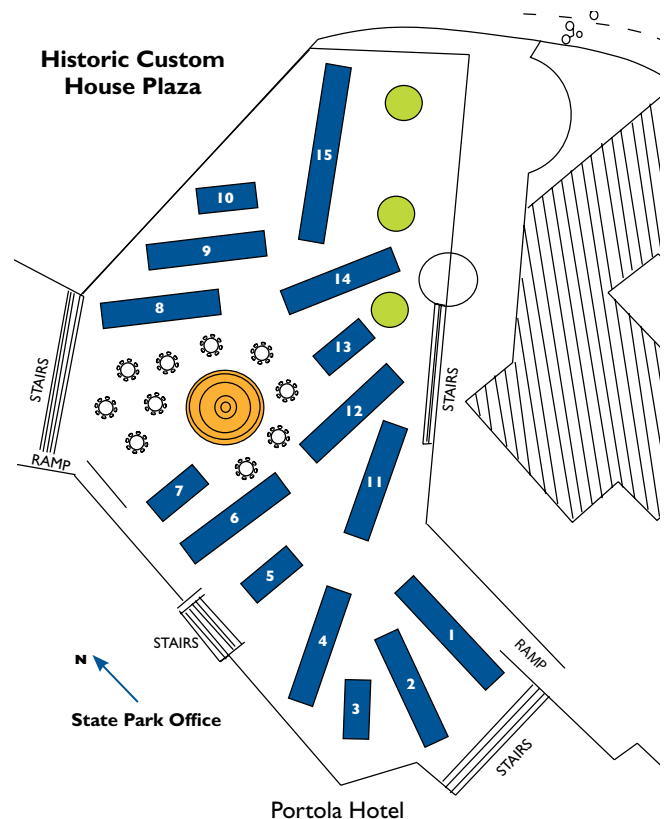 Historic Custom
House Plaza
15
10
9
14
8
13
STAIRS
STAIRS
12
RAMP
7
11
6
5
4
1
STAIRS
RAMP
N
2
3
State Park Office
STAIRS
Portola Hotel